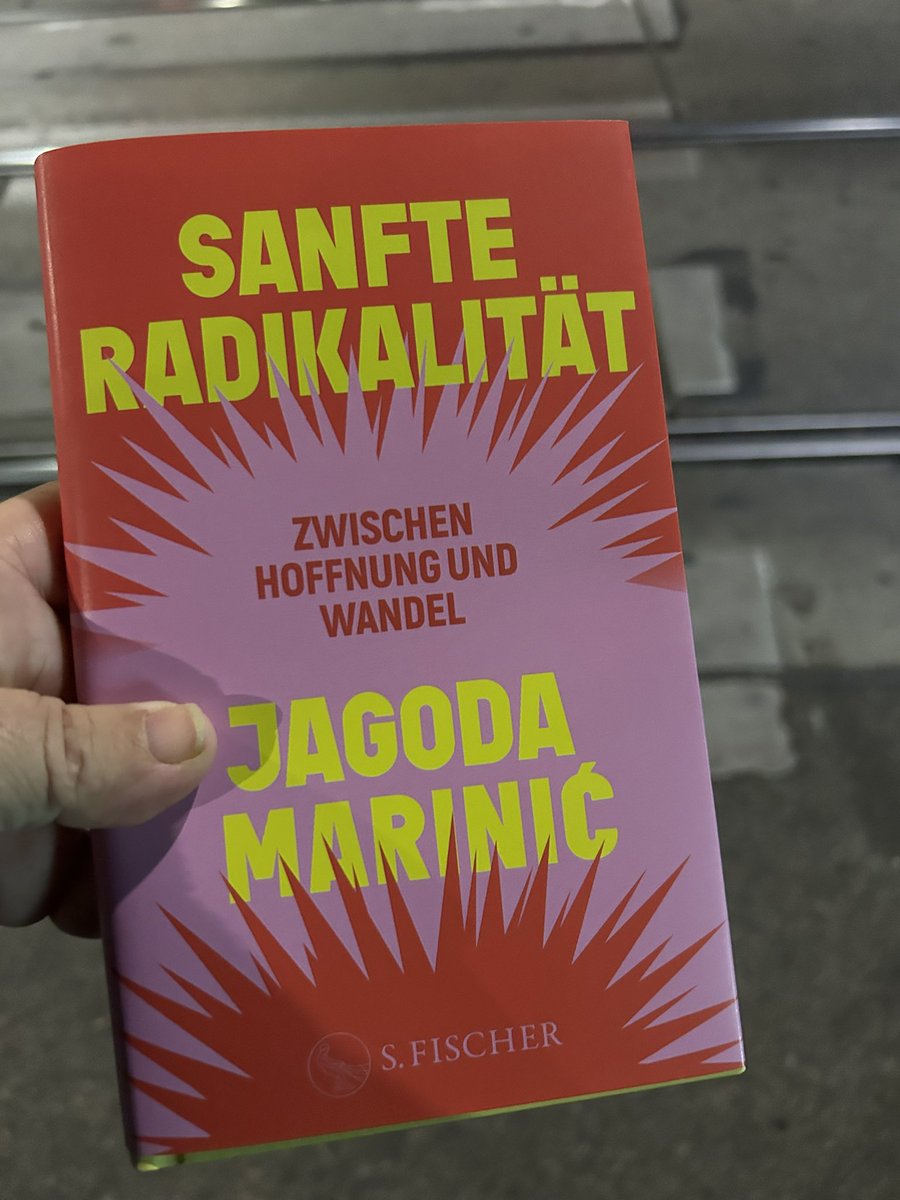 SANFTE
RADIKALITÄT
ZWISCHEN
HOFFNUNG UND
WANDEL
JAGODA
MARINIĆ
S. FISCHER